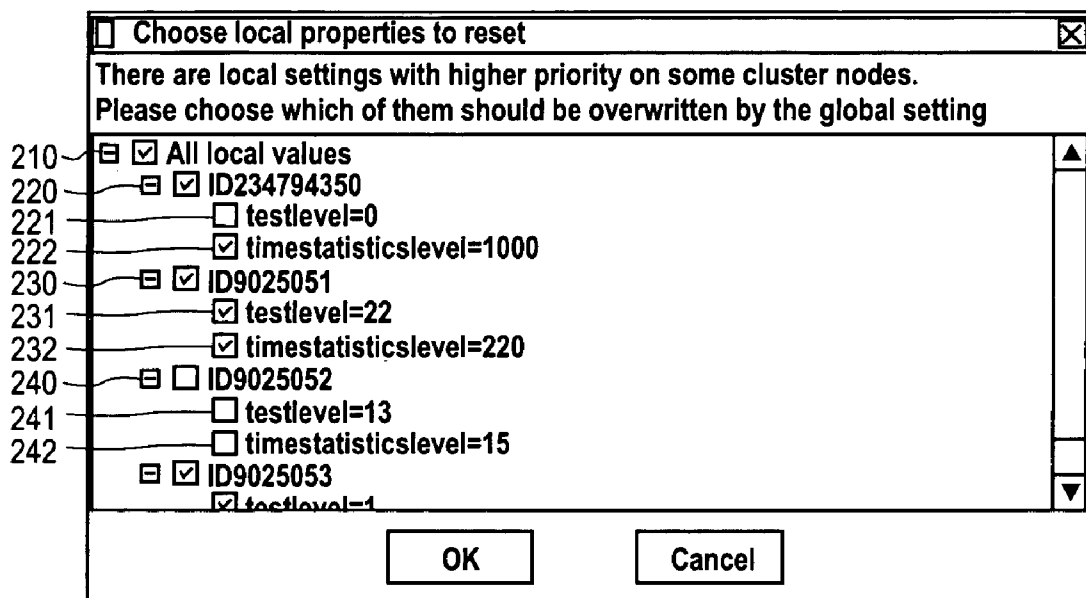 Choose local properties to reset
There are local settings with higher priority on some cluster nodes.
Please choose which of them should be overwritten by the global setting
210 All local values
220 ID234794350
221 testlevel=0
222 timestatisticslevel=1000
230 ID9025051
231 testlevel=22
232 timestatisticslevel=220
240 ID9025052
241 testlevel=13
242 timestatisticslevel=15
ID9025053
testlevel=1
OK Cancel